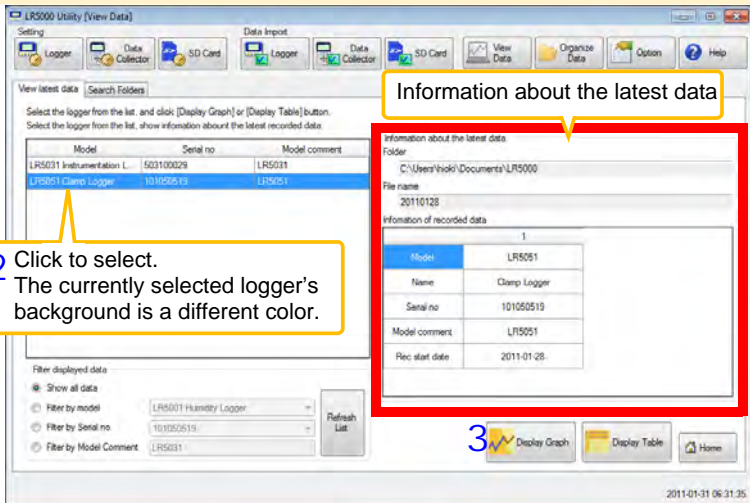 LR5000 Utility [View Data]
Setting
Data Import
Logger
Data Collector
SD Card
Logger
Data Collector
SD Card
View Data
Organize Data
Option
Help
View latest data
Search Folders
Select the logger from the list, and click [Display Graph] or [Display Table] button.
Select the logger from the list, show infomation abount the latest recorded data.
Model Serial no Model comment
LR5031 Instrumentation L... 503100029 LR5031
LR5051 Clamp Logger 101050519 LR5051
2 Click to select.
The currently selected logger's
background is a different color.
Information about the latest data
Information about the latest data
Folder
C:\Users\hioki\Documents\LR5000
File name
20110128
Infomation of recorded data
1
Model LR5051
Name Clamp Logger
Serial no 101050519
Model comment LR5051
Rec start date 2011-01-28
Filter displayed data
Show all data
Filter by model LR5001 Humidity Logger
Filter by Serial no 101050519
Filter by Model Comment LR5031
Refresh List
3 Display Graph
Display Table
Home
2011-01-31 06:31:35